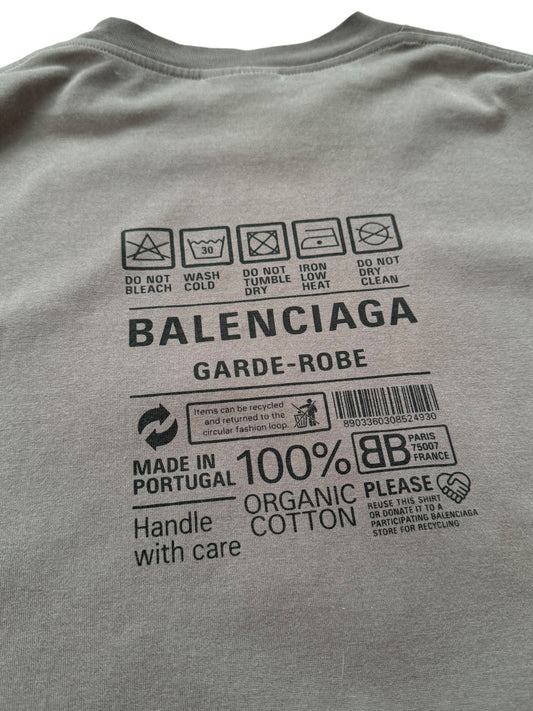 30
DO NOT
BLEACH
WASH
COLD
DO NOT
TUMBLE
DRY
IRON
LOW
HEAT
DO NOT
DRY
CLEAN
BALENCIAGA
GARDE-ROBE
Items can be recycled
and returned to the
circular fashion loop.
8903360308524930
MADE IN
PORTUGAL
100%
ORGANIC
COTTON
BB
PARIS
75007
FRANCE
Handle
with care
PLEASE
REUSE THIS SHIRT
OR DONATE IT TO A
PARTICIPATING BALENCIAGA
STORE FOR RECYCLING